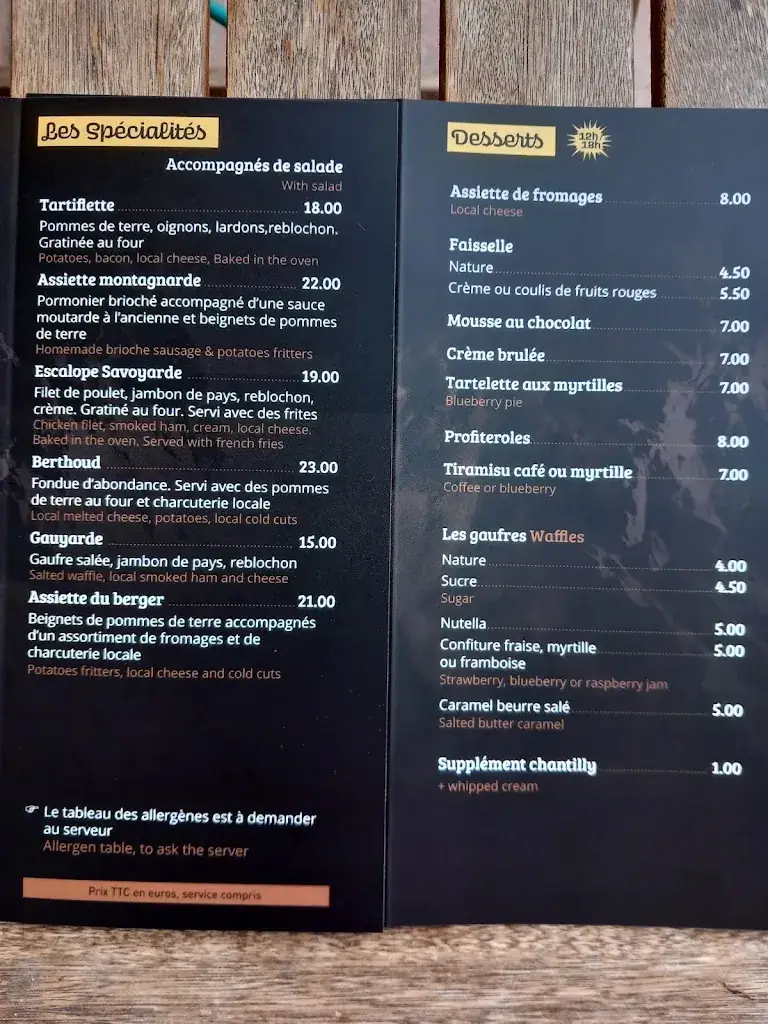 Les Spécialités
Accompagnés de salade
With salad
Tartiflette 18.00
Pommes de terre, oignons, lardons,reblochon.
Gratinée au four
Potatoes, bacon, local cheese, Baked in the oven
Assiette montagnarde 22.00
Pormonier brioché accompagné d'une sauce
moutarde à l'ancienne et beignets de pommes
de terre
Homemade brioche sausage & potatoes fritters
Escalope Savoyarde 19.00
Filet de poulet, jambon de pays, reblochon,
crème. Gratiné au four. Servi avec des frites
Chicken filet, smoked ham, cream, local cheese.
Baked in the oven. Served with french fries
Berthoud 23.00
Fondue d'abondance. Servi avec des pommes
de terre au four et charcuterie locale
Local melted cheese, potatoes, local cold cuts
Gauyarde 15.00
Gaufre salée, jambon de pays, reblochon
Salted waffle, local smoked ham and cheese
Assiette du berger 21.00
Beignets de pommes de terre accompagnés
d'un assortiment de fromages et de
charcuterie locale
Potatoes fritters, local cheese and cold cuts
☞ Le tableau des allergènes est à demander
au serveur
Allergen table, to ask the server
Prix TTC en euros, service compris
Desserts 12h/
18h
Assiette de fromages 8.00
Local cheese
Faisselle
Nature 4.50
Crème ou coulis de fruits rouges 5.50
Mousse au chocolat 7.00
Crème brulée 7.00
Tartelette aux myrtilles 7.00
Blueberry pie
Profiteroles 8.00
Tiramisu café ou myrtille 7.00
Coffee or blueberry
Les gaufres Waffles
Nature 4.00
Sucre 4.50
Sugar
Nutella 5.00
Confiture fraise, myrtille 5.00
ou framboise
Strawberry, blueberry or raspberry jam
Caramel beurre salé 5.00
Salted butter caramel
Supplément chantilly 1.00
+ whipped cream